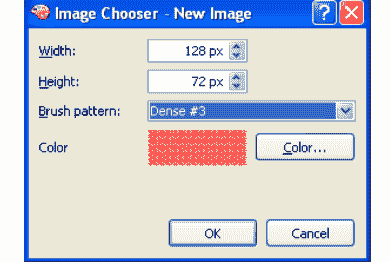 Image Chooser - New Image
Width: 128 px
Height: 72 px
Brush pattern: Dense #3
Color Color...
OK Cancel